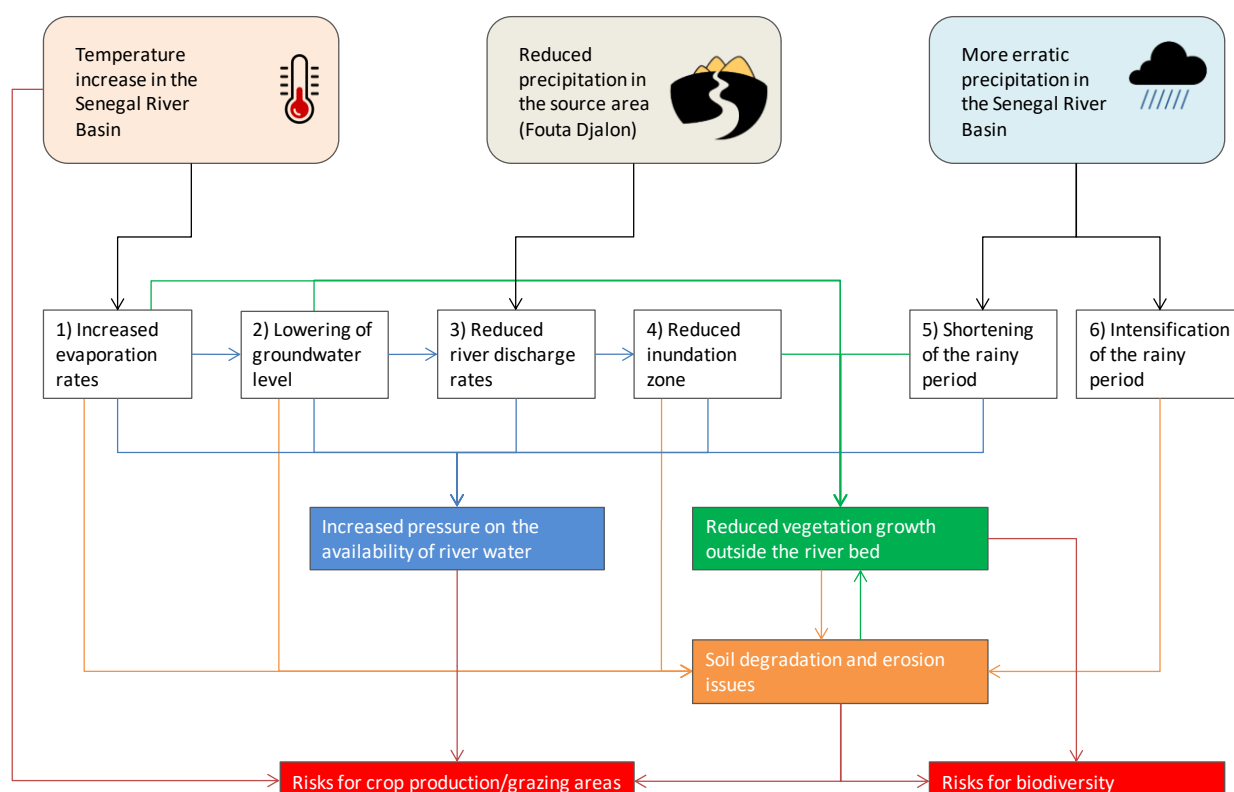 Temperature
increase in the
Senegal River
Basin
Reduced
precipitation in
the source area
(Fouta Djalon)
More erratic
precipitation in
the Senegal River
Basin
1) Increased
evaporation
rates
2) Lowering of
groundwater
level
3) Reduced
river discharge
rates
4) Reduced
inundation
zone
5) Shortening
of the rainy
period
6) Intensification
of the rainy
period
Increased pressure on the
availability of river water
Reduced vegetation growth
outside the river bed
Soil degradation and erosion
issues
Risks for crop production/grazing areas
Risks for biodiversity